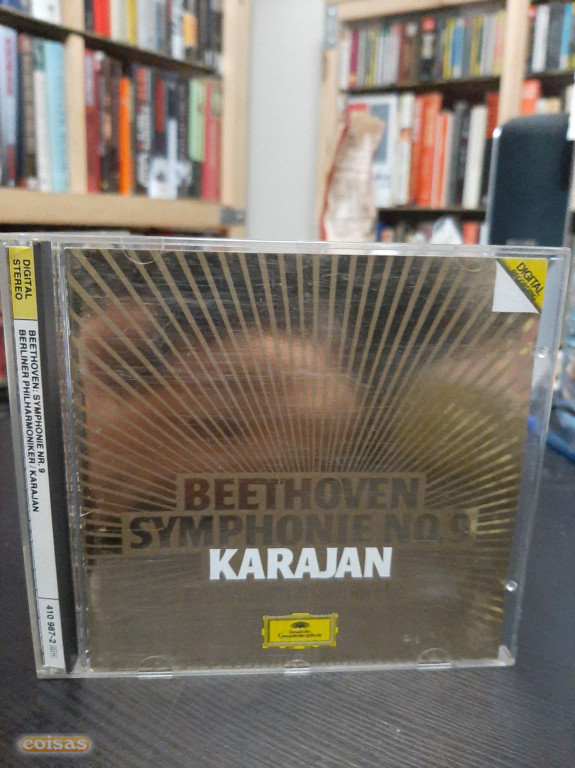 DIGITAL
STEREO
BEETHOVEN: SYMPHONIE NR. 9
BERLINER PHILHARMONIKER / KARAJAN
410 987-2
DIGITAL
RECORDING
BEETHOVEN
SYMPHONIE NO. 9
KARAJAN
Deutsche
Grammophon
coisas